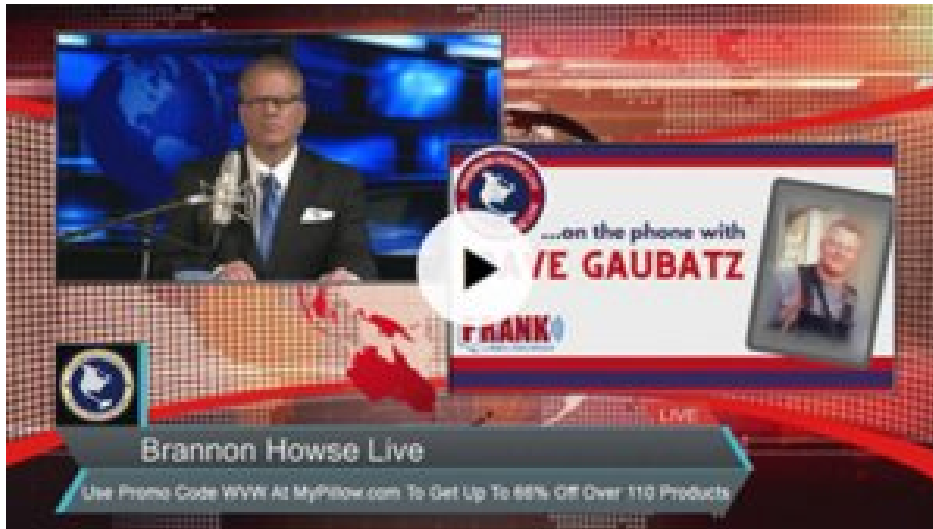 ...on the phone with
VE GAUBATZ
FRANK
LIVE
Brannon Howse Live
Use Promo Code WVW At MyPillow.com To Get Up To 66% Off Over 110 Products